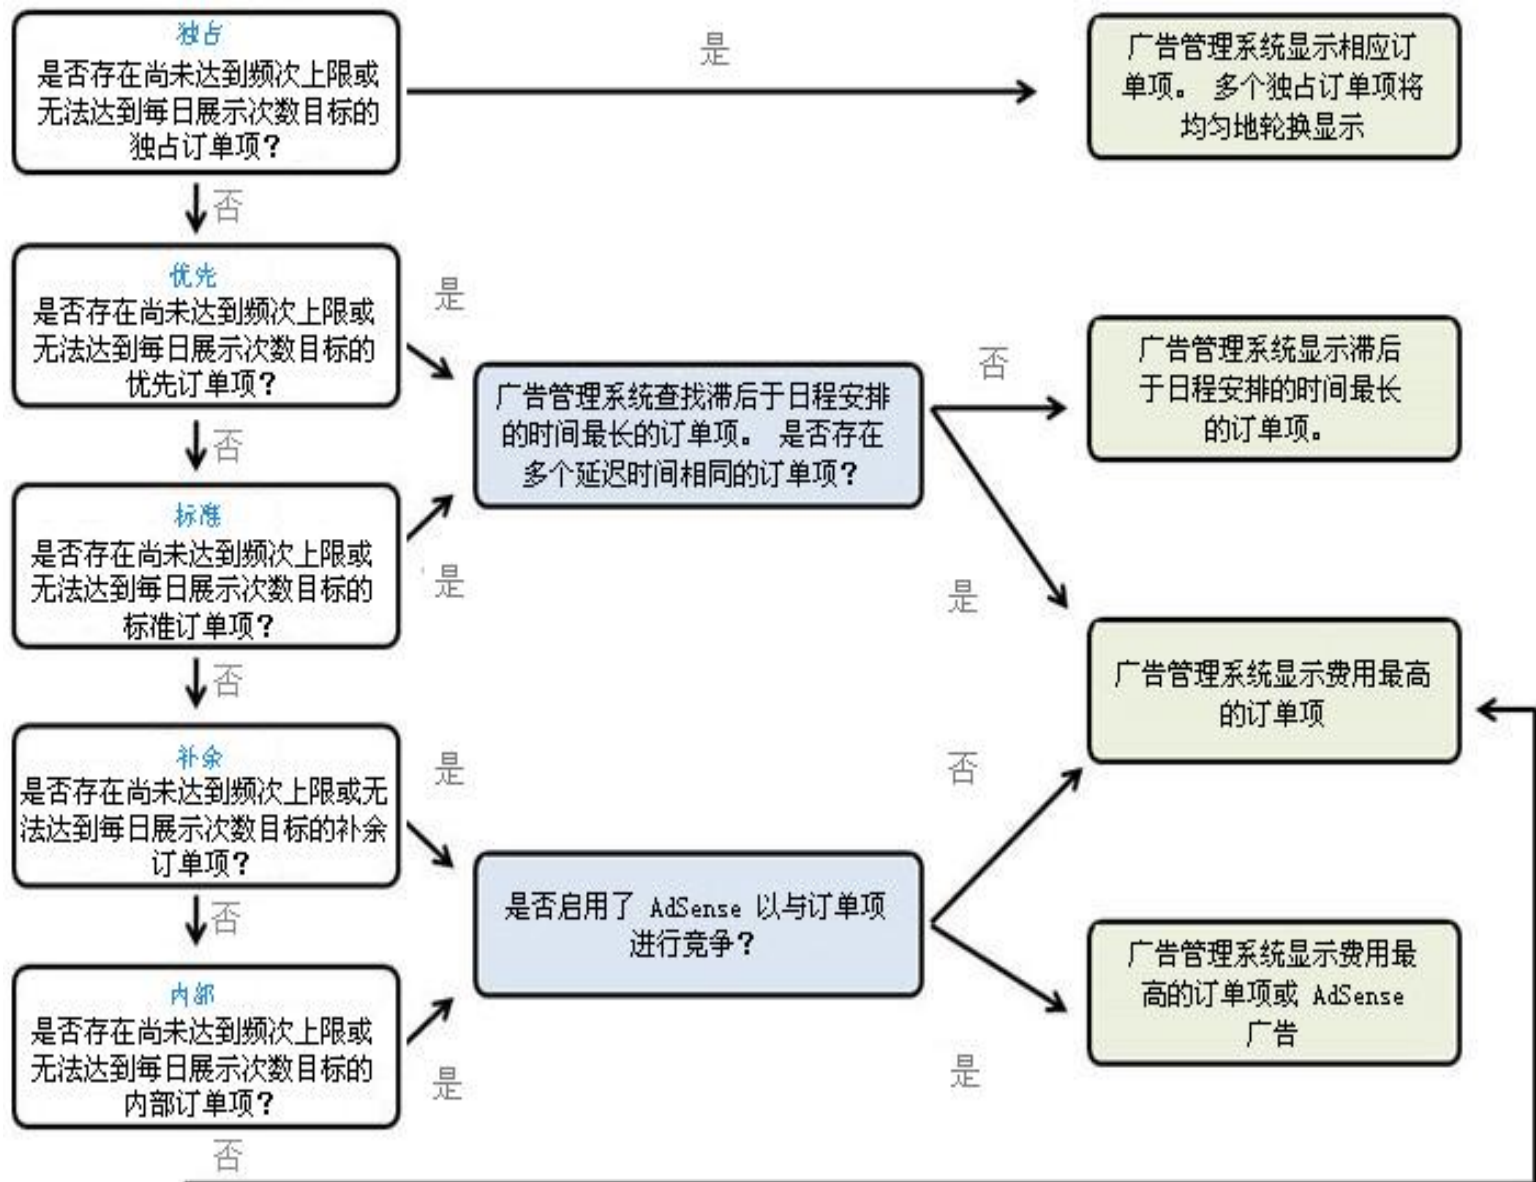 独占
是否存在尚未达到频次上限或
无法达到每日展示次数目标的
独占订单项？
是
广告管理系统显示相应订
单项。 多个独占订单项将
均匀地轮换显示
否
优先
是否存在尚未达到频次上限或
无法达到每日展示次数目标的
优先订单项？
是
广告管理系统查找滞后于日程安排
的时间最长的订单项。 是否存在
多个延迟时间相同的订单项？
否
广告管理系统显示滞后
于日程安排的时间最长
的订单项。
否
标准
是否存在尚未达到频次上限或
无法达到每日展示次数目标的
标准订单项？
是
是
广告管理系统显示费用最高
的订单项
否
补余
是否存在尚未达到频次上限或无
法达到每日展示次数目标的补余
订单项？
是
是否启用了 AdSense 以与订单项
进行竞争？
否
广告管理系统显示费用最
高的订单项或 AdSense
广告
否
内部
是否存在尚未达到频次上限或
无法达到每日展示次数目标的
内部订单项？
是
是
否